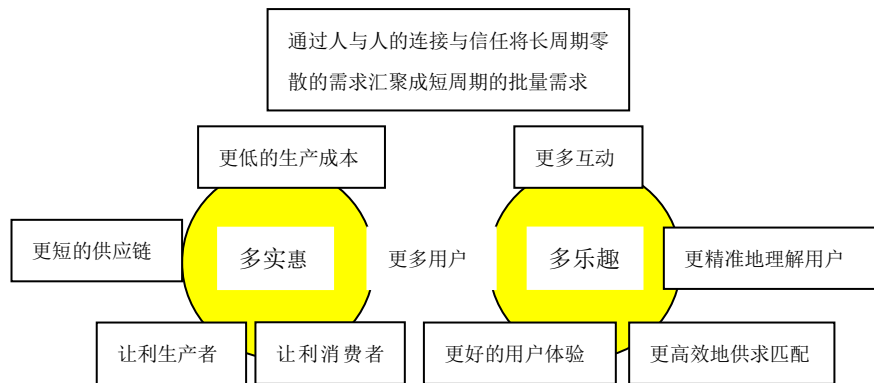 通过人与人的连接与信任将长周期零
散的需求汇聚成短周期的批量需求
更低的生产成本
更多互动
更短的供应链
多实惠
更多用户
多乐趣
更精准地理解用户
让利生产者
让利消费者
更好的用户体验
更高效地供求匹配